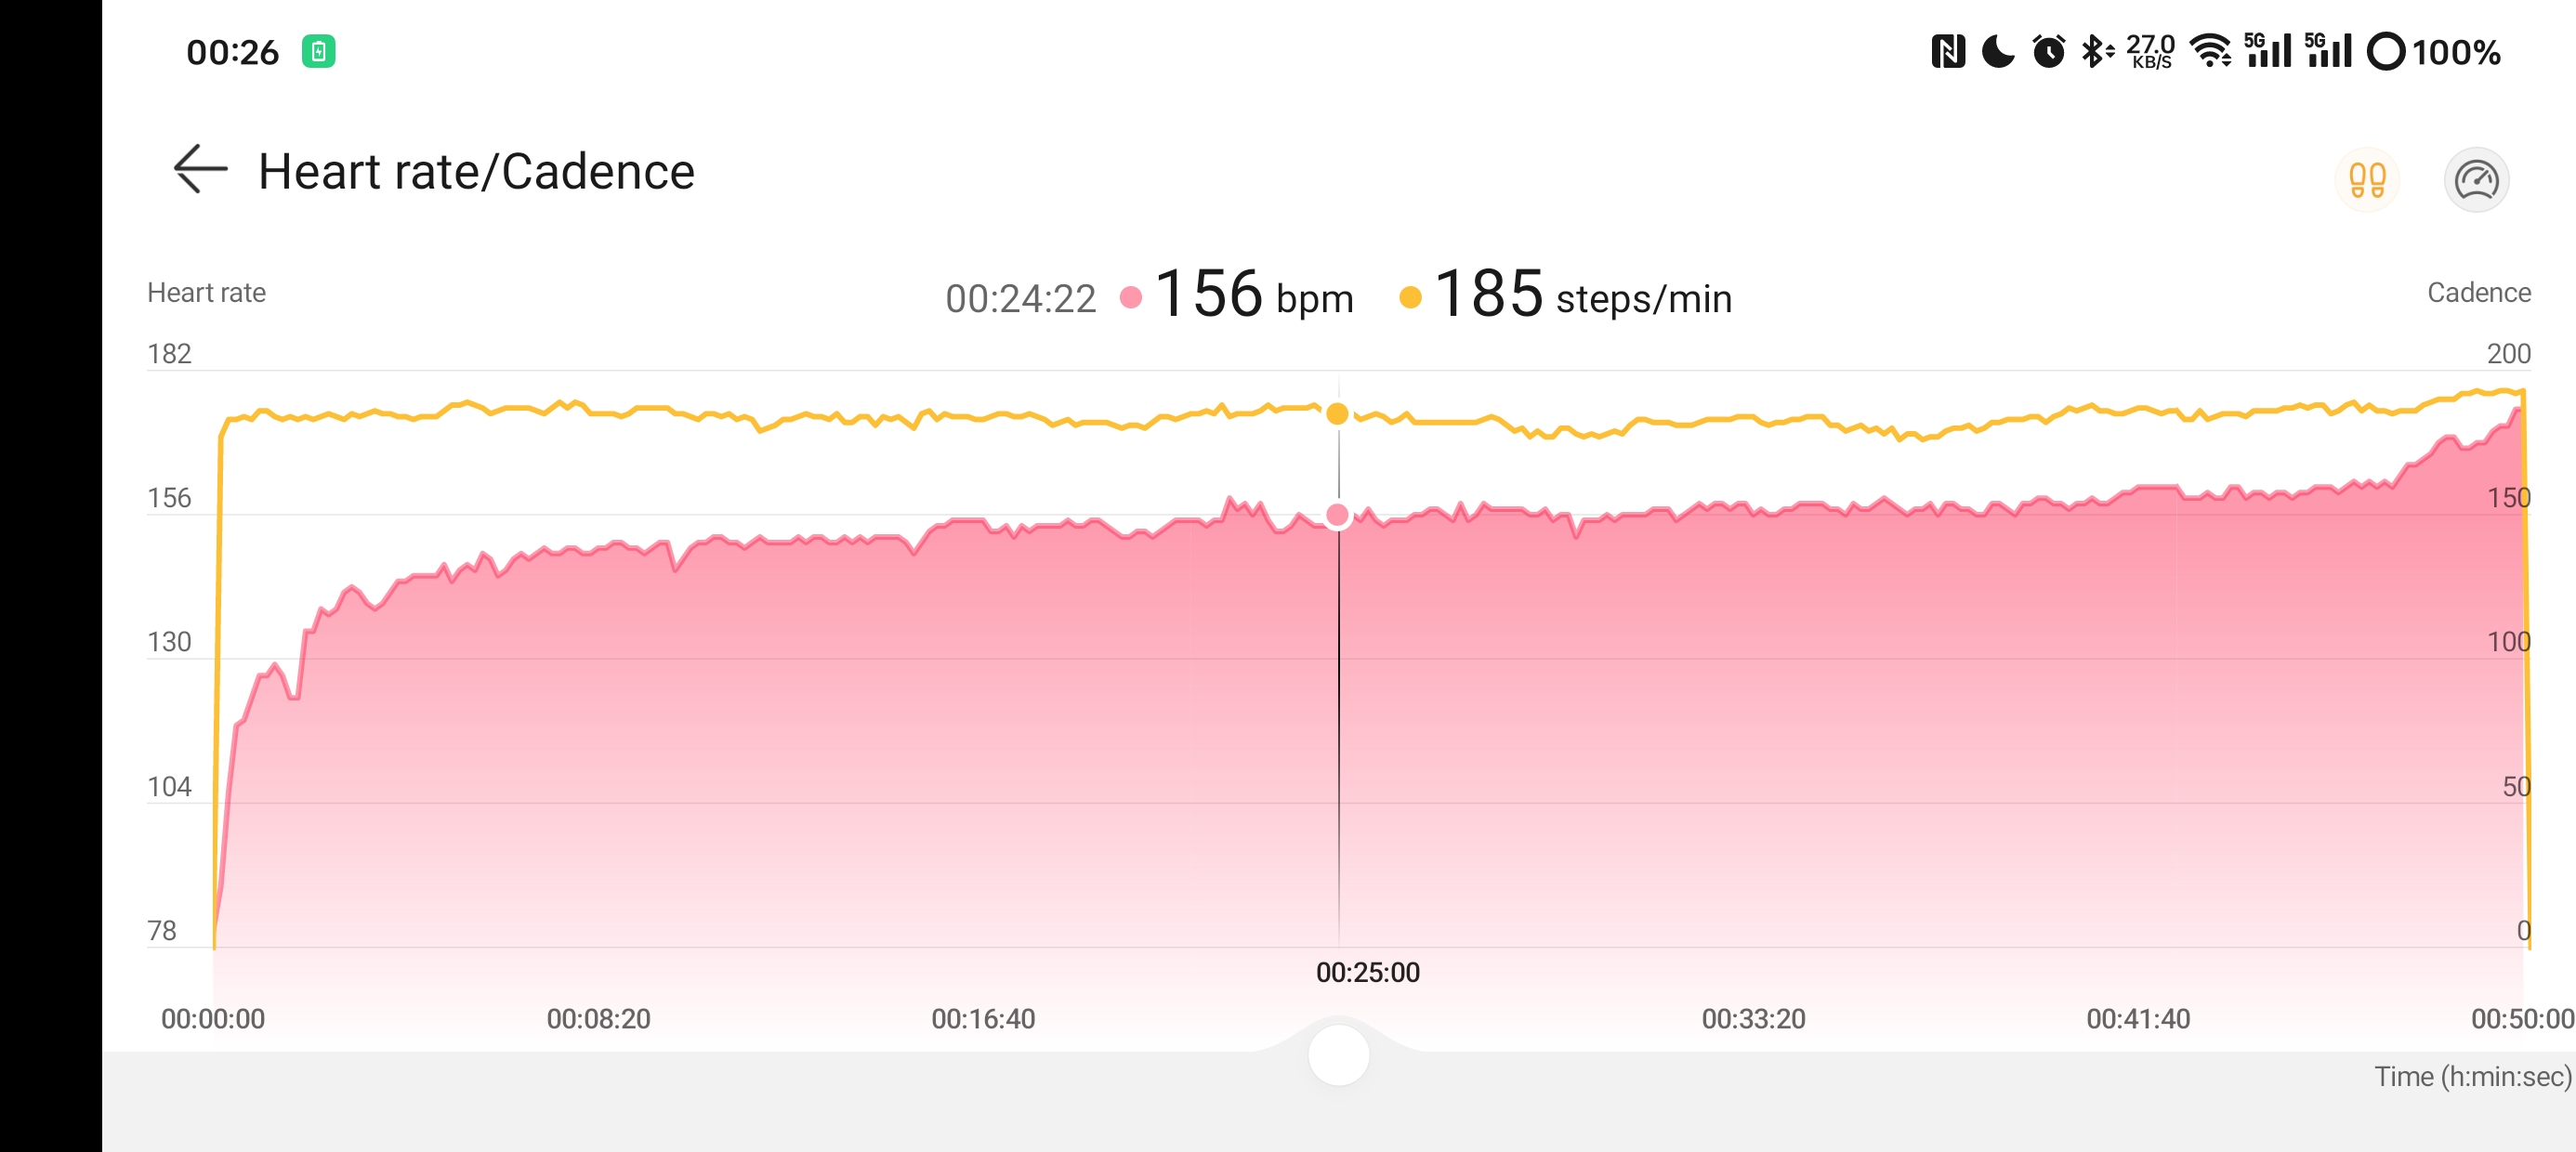 00:26 27.0 KB/S 5G 5G 100%
Heart rate/Cadence
Heart rate 00:24:22 156 bpm 185 steps/min Cadence
182 200
156 150
130 100
104 50
78 0
00:25:00
00:00:00 00:08:20 00:16:40 00:33:20 00:41:40 00:50:00
Time (h:min:sec)